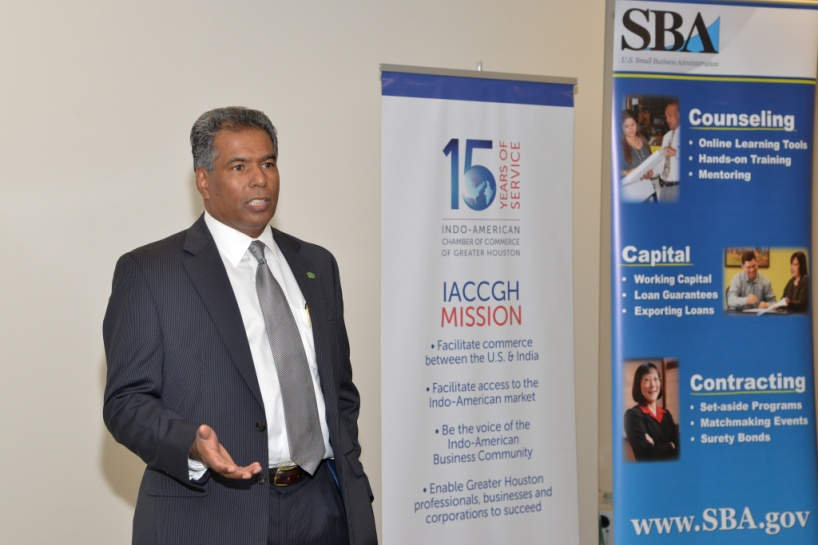 15
YEARS OF
SERVICE
INDO-AMERICAN
CHAMBER OF COMMERCE
OF GREATER HOUSTON
IACCGH
MISSION
• Facilitate commerce
between the U.S. & India
• Facilitate access to the
Indo-American market
• Be the voice of the
Indo-American
Business Community
• Enable Greater Houston
professionals, businesses and
corporations to succeed
SBA
U.S. Small Business Administration
Counseling
• Online Learning Tools
• Hands-on Training
• Mentoring
Capital
• Working Capital
• Loan Guarantees
• Exporting Loans
Contracting
• Set-aside Programs
• Matchmaking Events
• Surety Bonds
www.SBA.gov